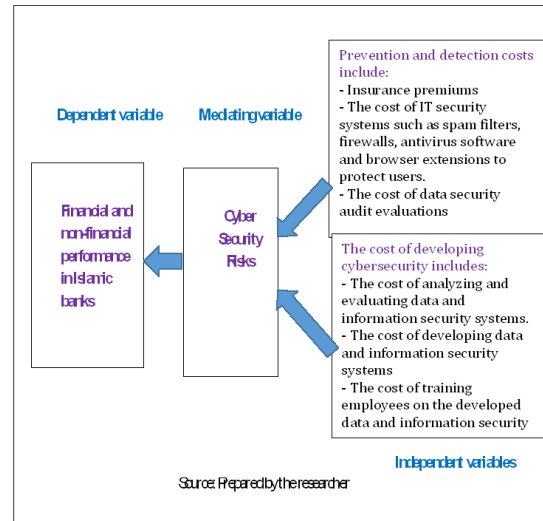 Prevention and detection costs
include:
- Insurance premiums
- The cost of IT security
systems such as spam filters,
firewalls, antivirus software
and browser extensions to
protect users.
- The cost of data security
audit evaluations
Dependent variable
Mediating variable
Financial and
non-financial
performance
in Islamic
banks
Cyber
Security
Risks
The cost of developing
cybersecurity includes:
- The cost of analyzing and
evaluating data and
information security systems.
- The cost of developing data
and information security
systems
- The cost of training
employees on the developed
data and information security
Independent variables
Source: Prepared by the researcher